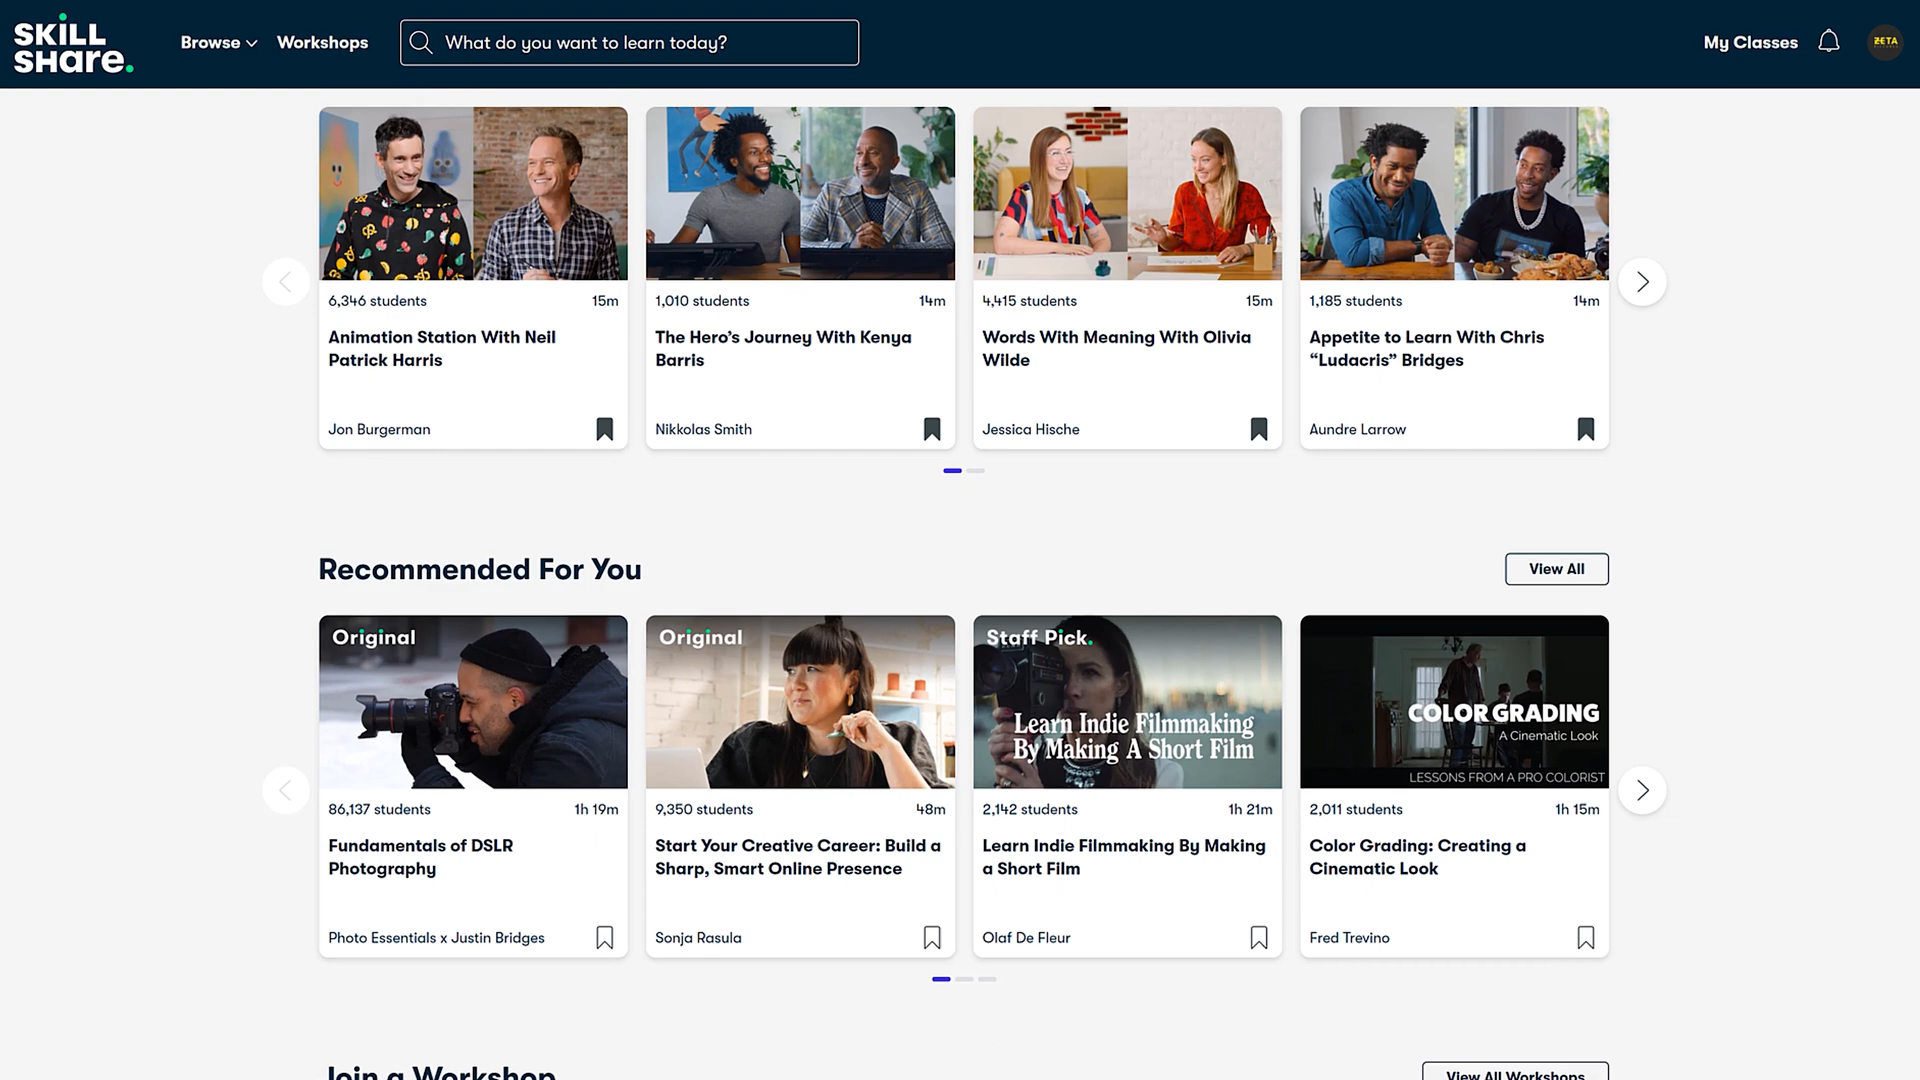 SKILL
SHare.
Browse
Workshops
What do you want to learn today?
My Classes
ZETA
6,346 students
15m
Animation Station With Neil
Patrick Harris
Jon Burgerman
1,010 students
14m
The Hero's Journey With Kenya
Barris
Nikkolas Smith
4,415 students
15m
Words With Meaning With Olivia
Wilde
Jessica Hische
1,185 students
14m
Appetite to Learn With Chris
“Ludacris” Bridges
Aundre Larrow
Recommended For You
View All
Original
86,137 students
1h 19m
Fundamentals of DSLR
Photography
Photo Essentials x Justin Bridges
Original
9,350 students
48m
Start Your Creative Career: Build a
Sharp, Smart Online Presence
Sonja Rasula
Staff Pick.
Learn Indie Filmmaking
By Making A Short Film
2,142 students
1h 21m
Learn Indie Filmmaking By Making
a Short Film
Olaf De Fleur
COLOR GRADING
A Cinematic Look
LESSONS FROM A PRO COLORIST
2,011 students
1h 15m
Color Grading: Creating a
Cinematic Look
Fred Trevino
Join a Workshop
View All Workshops